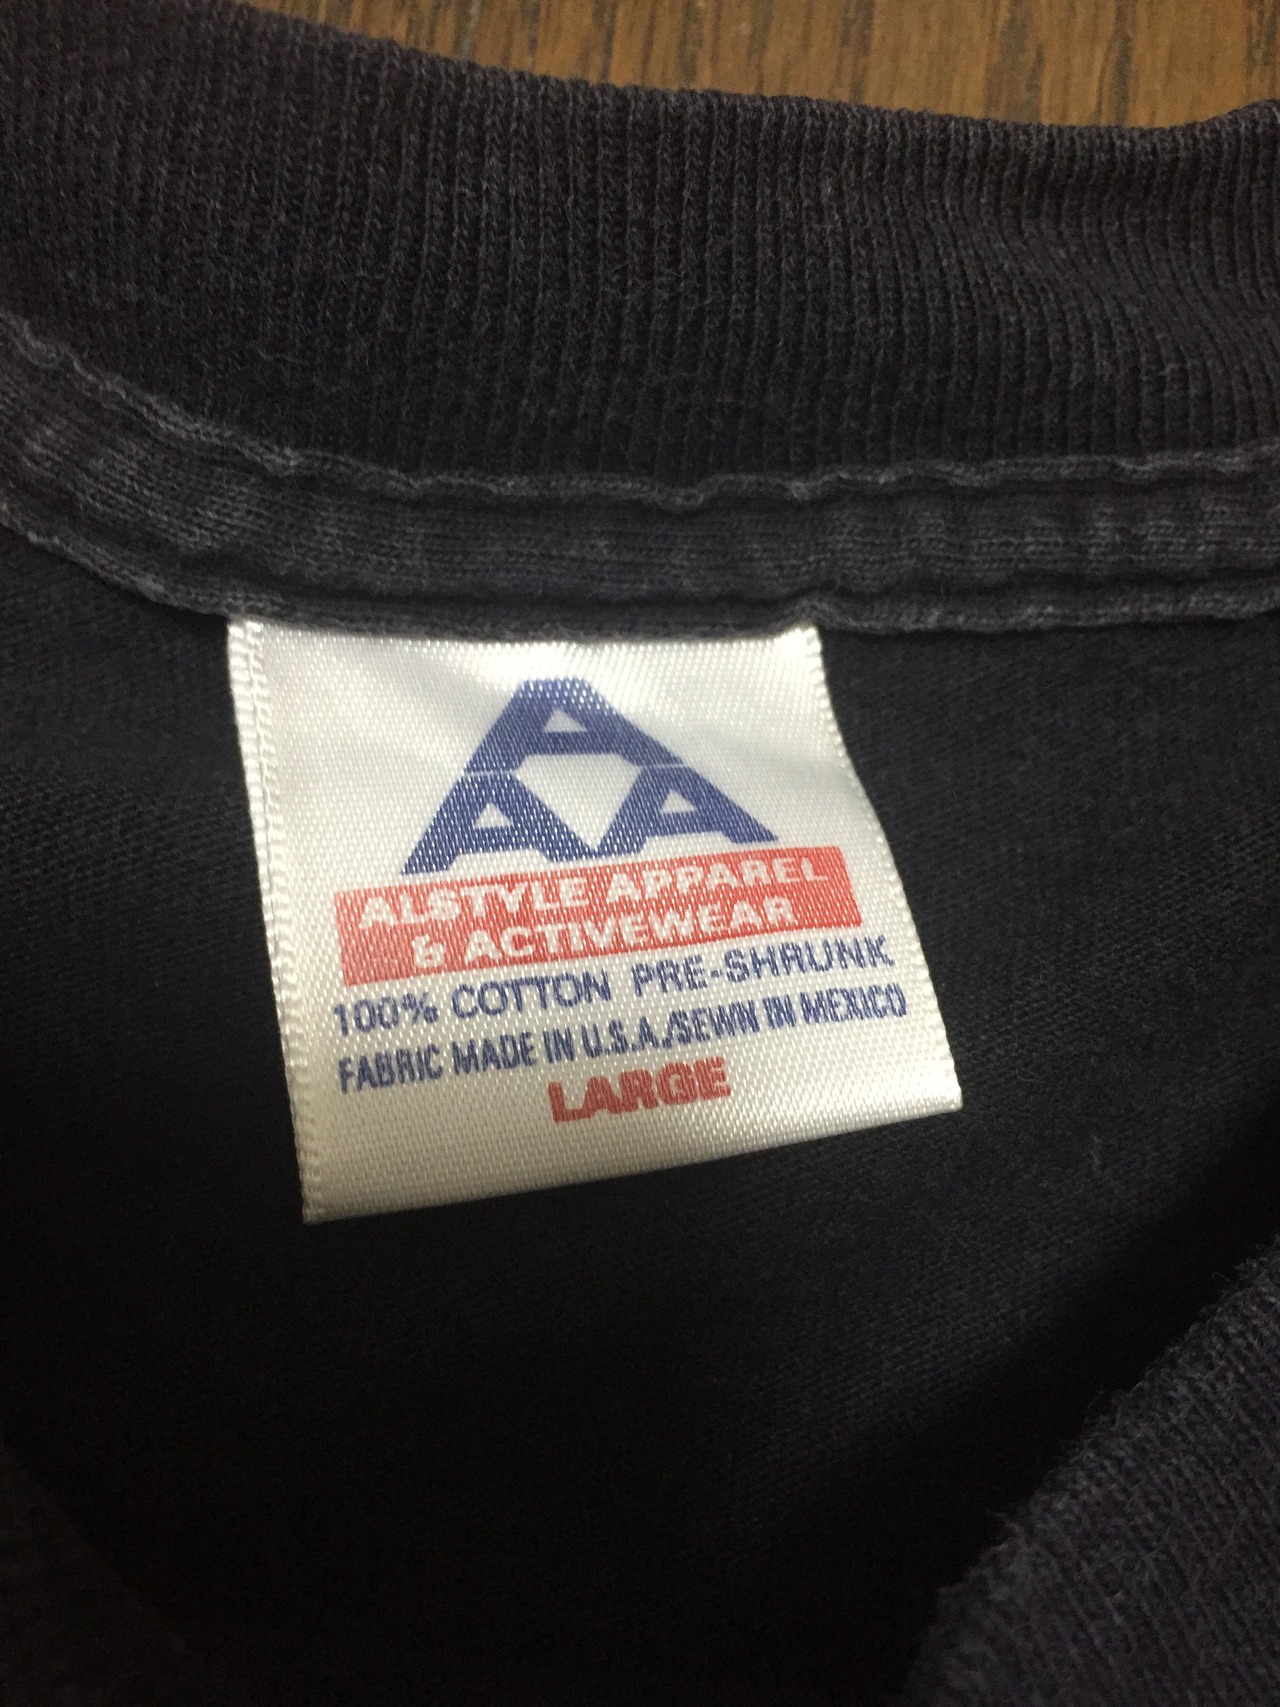 A
A A
ALSTYLE APPAREL
& ACTIVEWEAR
100% COTTON PRE-SHRUNK
FABRIC MADE IN U.S.A./SEWN IN MEXICO
LARGE